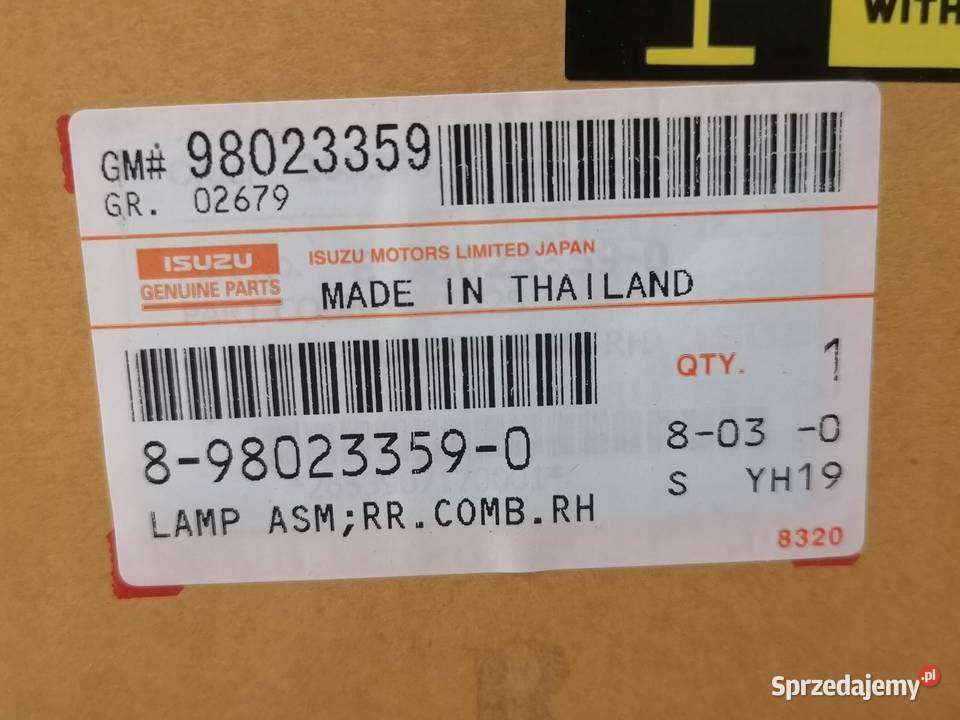 WITH
GM# 98023359
GR. 02679
ISUZU
GENUINE PARTS
ISUZU MOTORS LIMITED JAPAN
MADE IN THAILAND
QTY. 1
8-98023359-0
8-03 -0
S YH19
LAMP ASM;RR.COMB.RH
8320
Sprzedajemy.pl